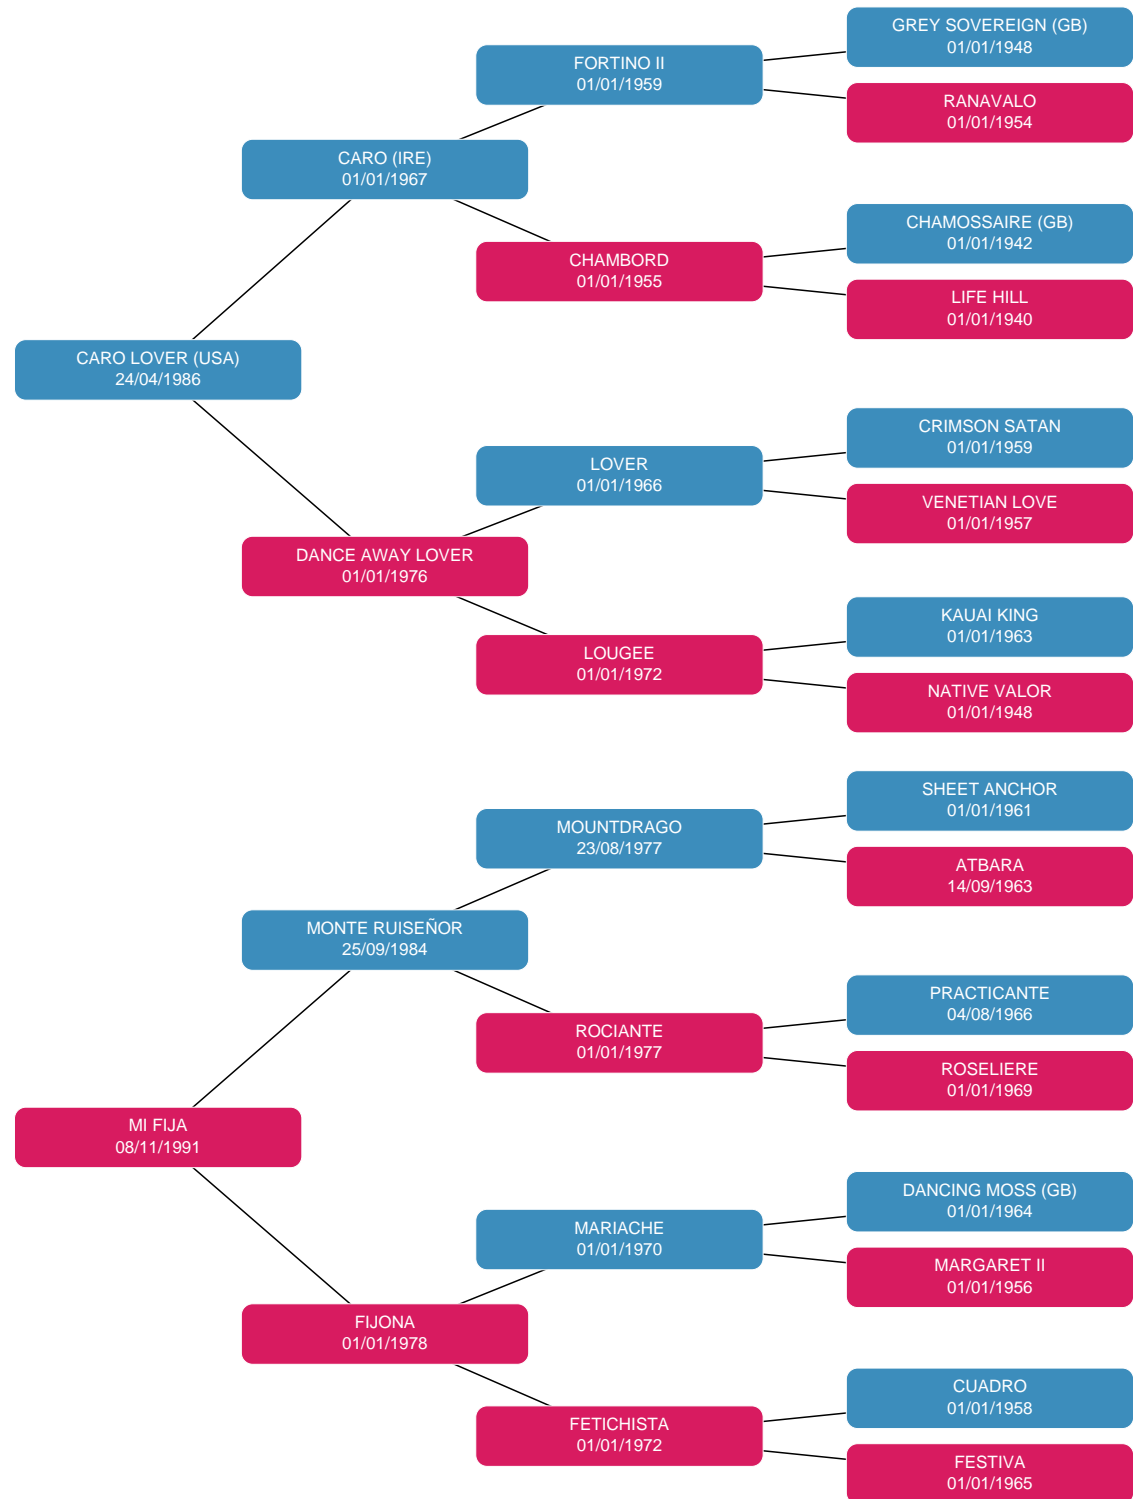 GREY SOVEREIGN (GB)
01/01/1948
FORTINO II
01/01/1959
RANAVALO
01/01/1954
CARO (IRE)
01/01/1967
CHAMOSSAIRE (GB)
01/01/1942
CHAMBORD
01/01/1955
LIFE HILL
01/01/1940
CARO LOVER (USA)
24/04/1986
CRIMSON SATAN
01/01/1959
LOVER
01/01/1966
VENETIAN LOVE
01/01/1957
DANCE AWAY LOVER
01/01/1976
KAUAI KING
01/01/1963
LOUGEE
01/01/1972
NATIVE VALOR
01/01/1948
SHEET ANCHOR
01/01/1961
MOUNTDRAGO
23/08/1977
ATBARA
14/09/1963
MONTE RUISEÑOR
25/09/1984
PRACTICANTE
04/08/1966
ROCIANTE
01/01/1977
ROSELIERE
01/01/1969
MI FIJA
08/11/1991
DANCING MOSS (GB)
01/01/1964
MARIACHE
01/01/1970
MARGARET II
01/01/1956
FIJONA
01/01/1978
CUADRO
01/01/1958
FETICHISTA
01/01/1972
FESTIVA
01/01/1965